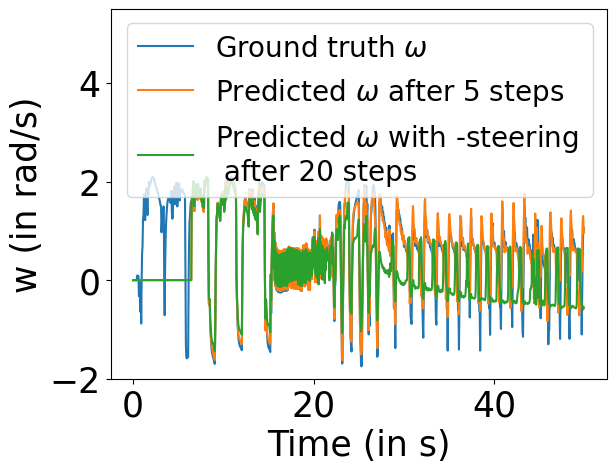 Ground truth ω
Predicted ω after 5 steps
Predicted ω with -steering
after 20 steps
4
2
0
−2
w (in rad/s)
0 20 40
Time (in s)